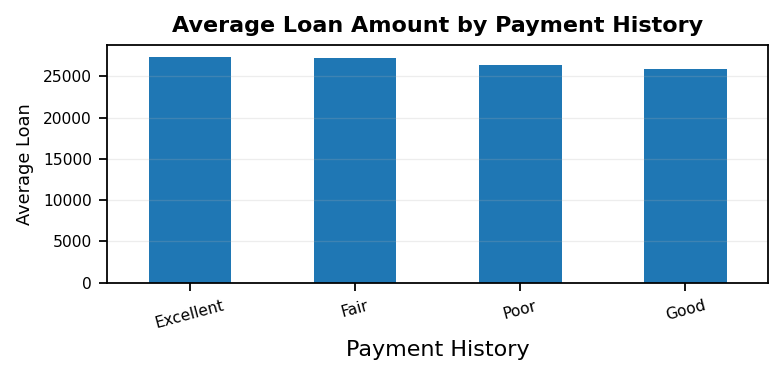 Average Loan Amount by Payment History
Average Loan
25000
20000
15000
10000
5000
0
Excellent
Fair
Poor
Good
Payment History